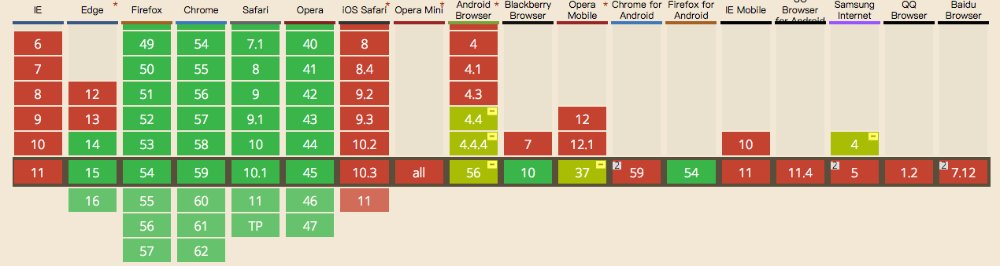 IE Edge * Firefox Chrome Safari Opera iOS Safari * Opera Mini * Android Browser * Blackberry Browser Opera Mobile * Chrome for Android Firefox for Android IE Mobile Browser for Android Samsung Internet QQ Browser Baidu Browser
6 49 54 7.1 40 8 4
7 50 55 8 41 8.4 4.1
8 12 51 56 9 42 9.2 4.3
9 13 52 57 9.1 43 9.3 4.4 - 12
10 14 53 58 10 44 10.2 4.4.4 - 7 12.1 10 4 -
11 15 54 59 10.1 45 10.3 all 56 - 10 37 - 2 59 54 11 11.4 2 5 1.2 2 7.12
16 55 60 11 46 11
56 61 TP 47
57 62